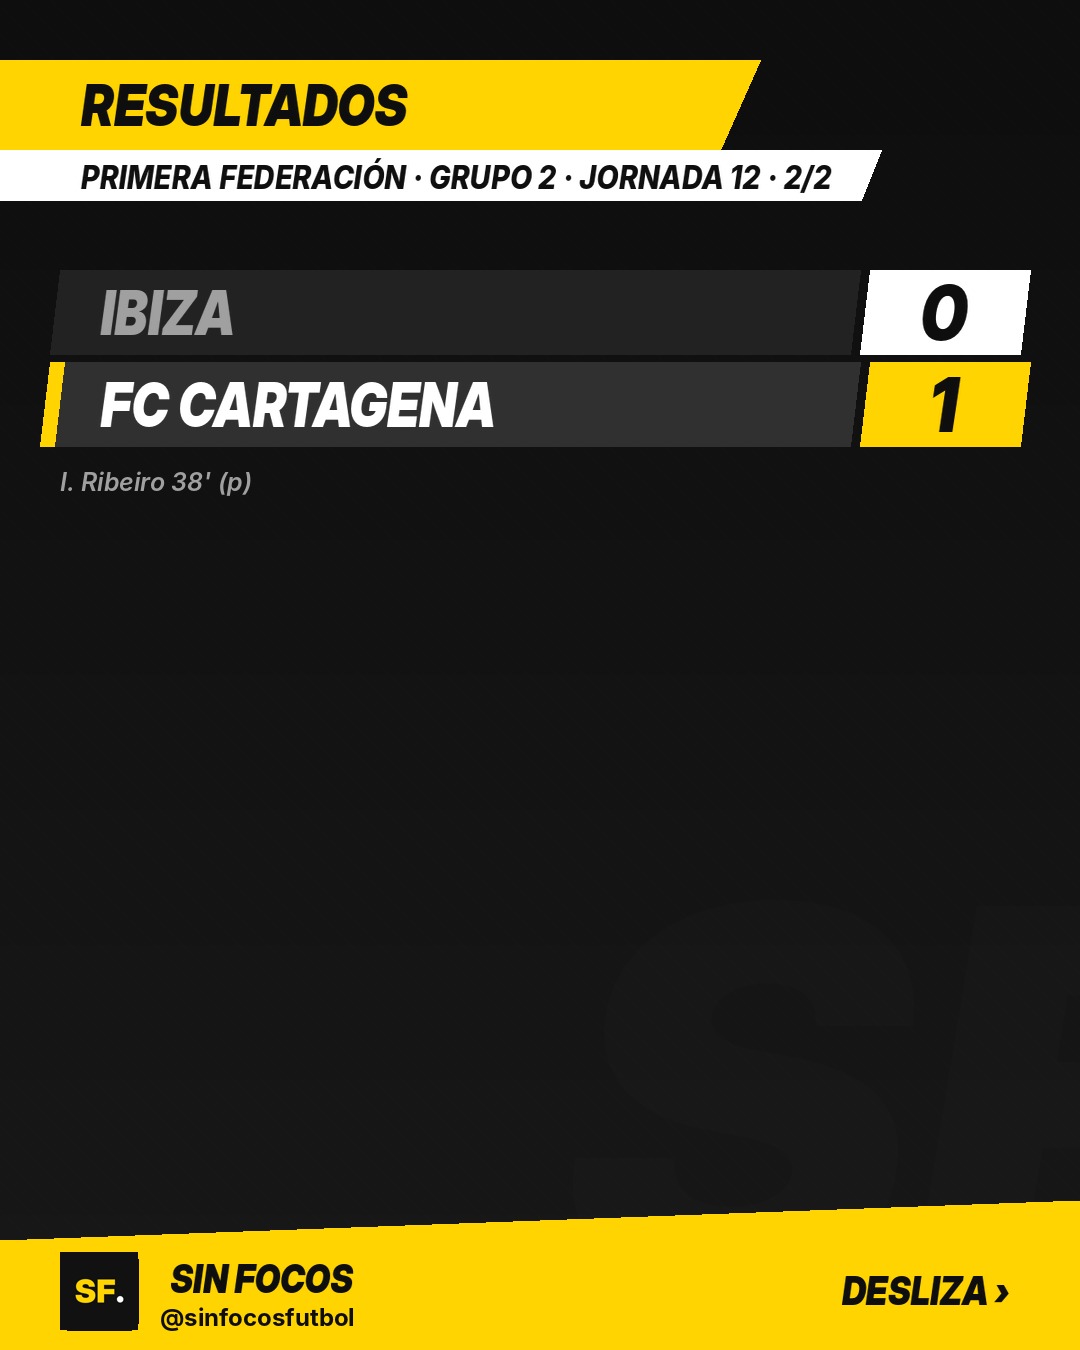 RESULTADOS
PRIMERA FEDERACIÓN · GRUPO 2 · JORNADA 12 · 2/2
IBIZA 0
FC CARTAGENA 1
I. Ribeiro 38' (p)
SF
SF. SIN FOCOS
@sinfocosfutbol
DESLIZA ›